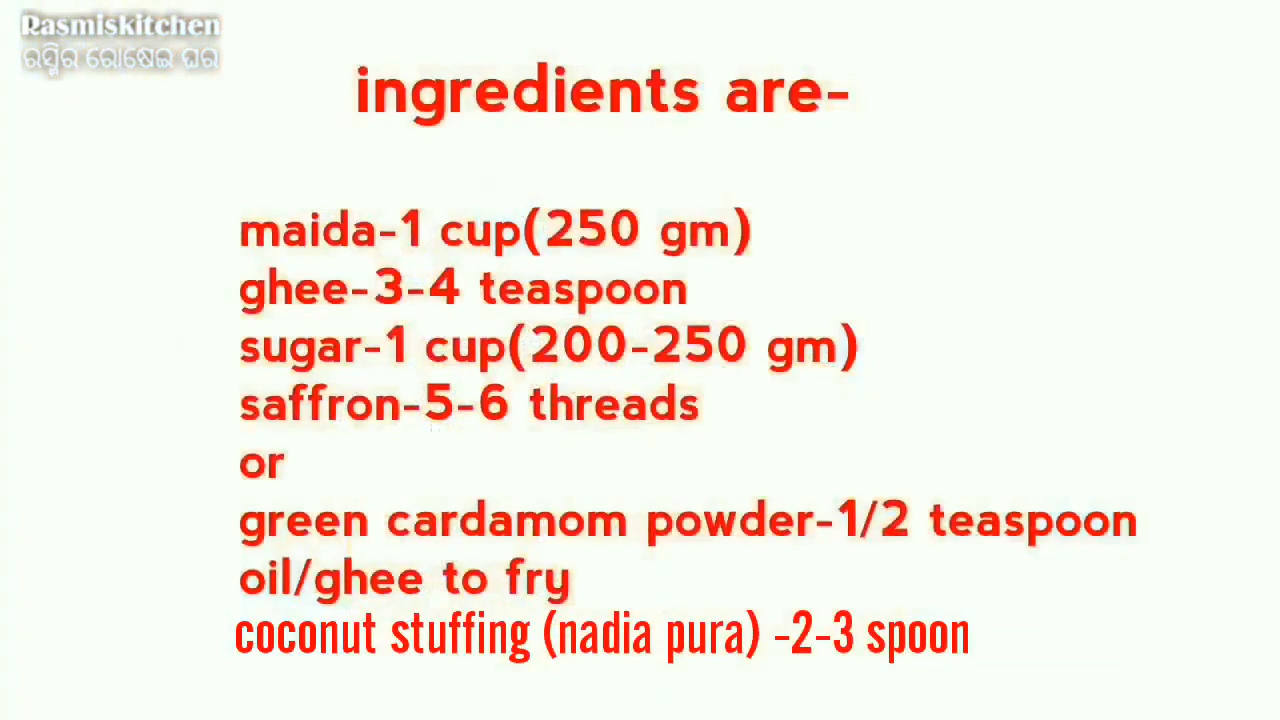 Rasmiskitchen
ରସ୍ମିର ରୋଷେଇ ଘର
ingredients are-
maida-1 cup(250 gm)
ghee-3-4 teaspoon
sugar-1 cup(200-250 gm)
saffron-5-6 threads
or
green cardamom powder-1/2 teaspoon
oil/ghee to fry
coconut stuffing (nadia pura) -2-3 spoon